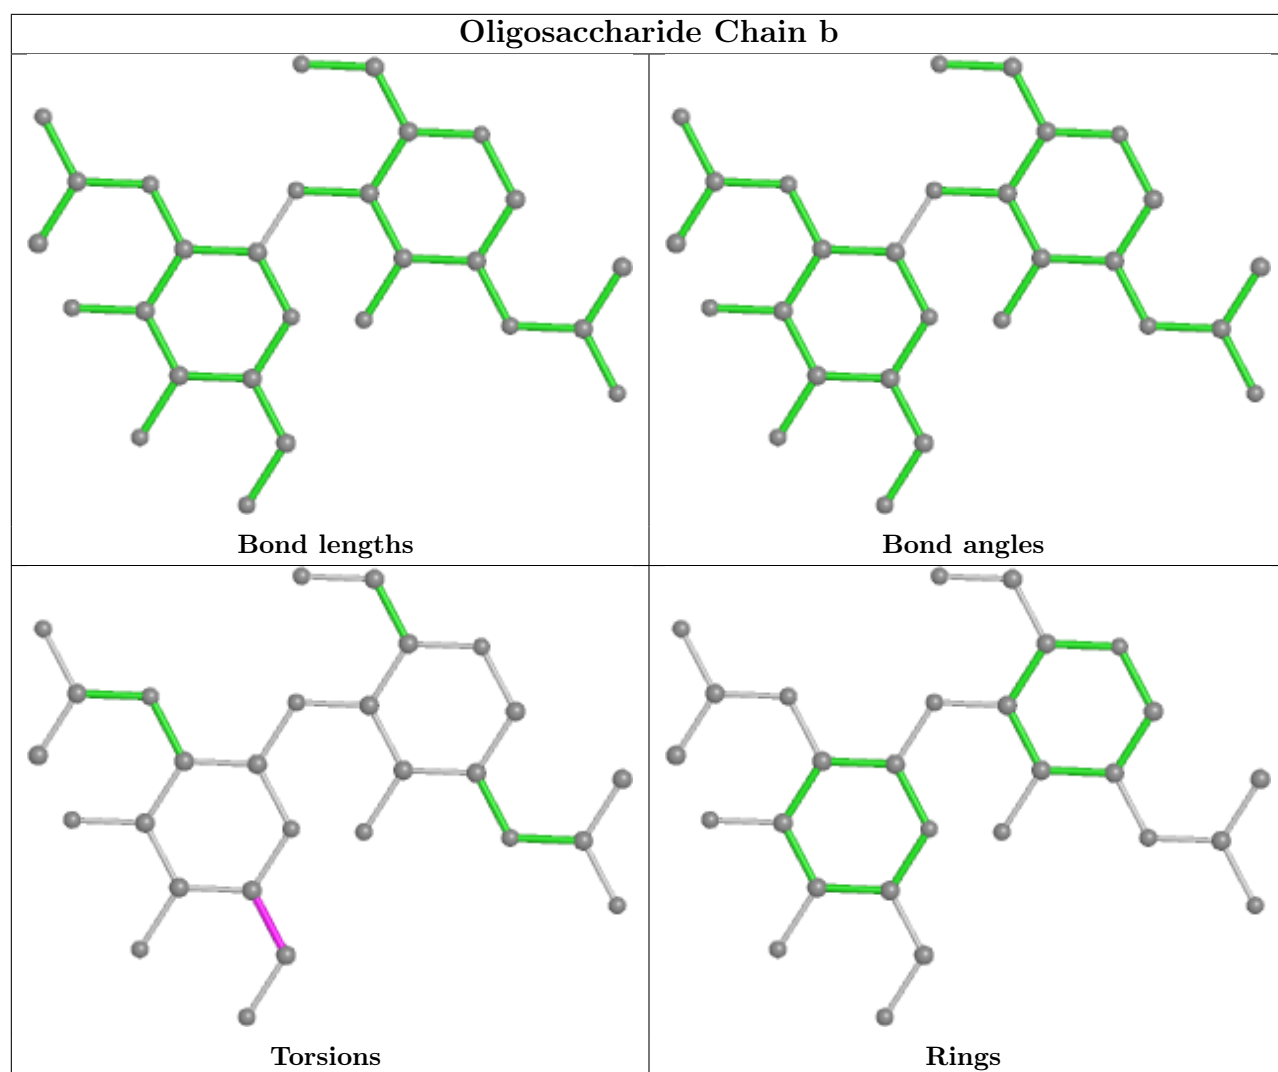 Oligosaccharide Chain b
Bond lengths
Bond angles
Torsions
Rings